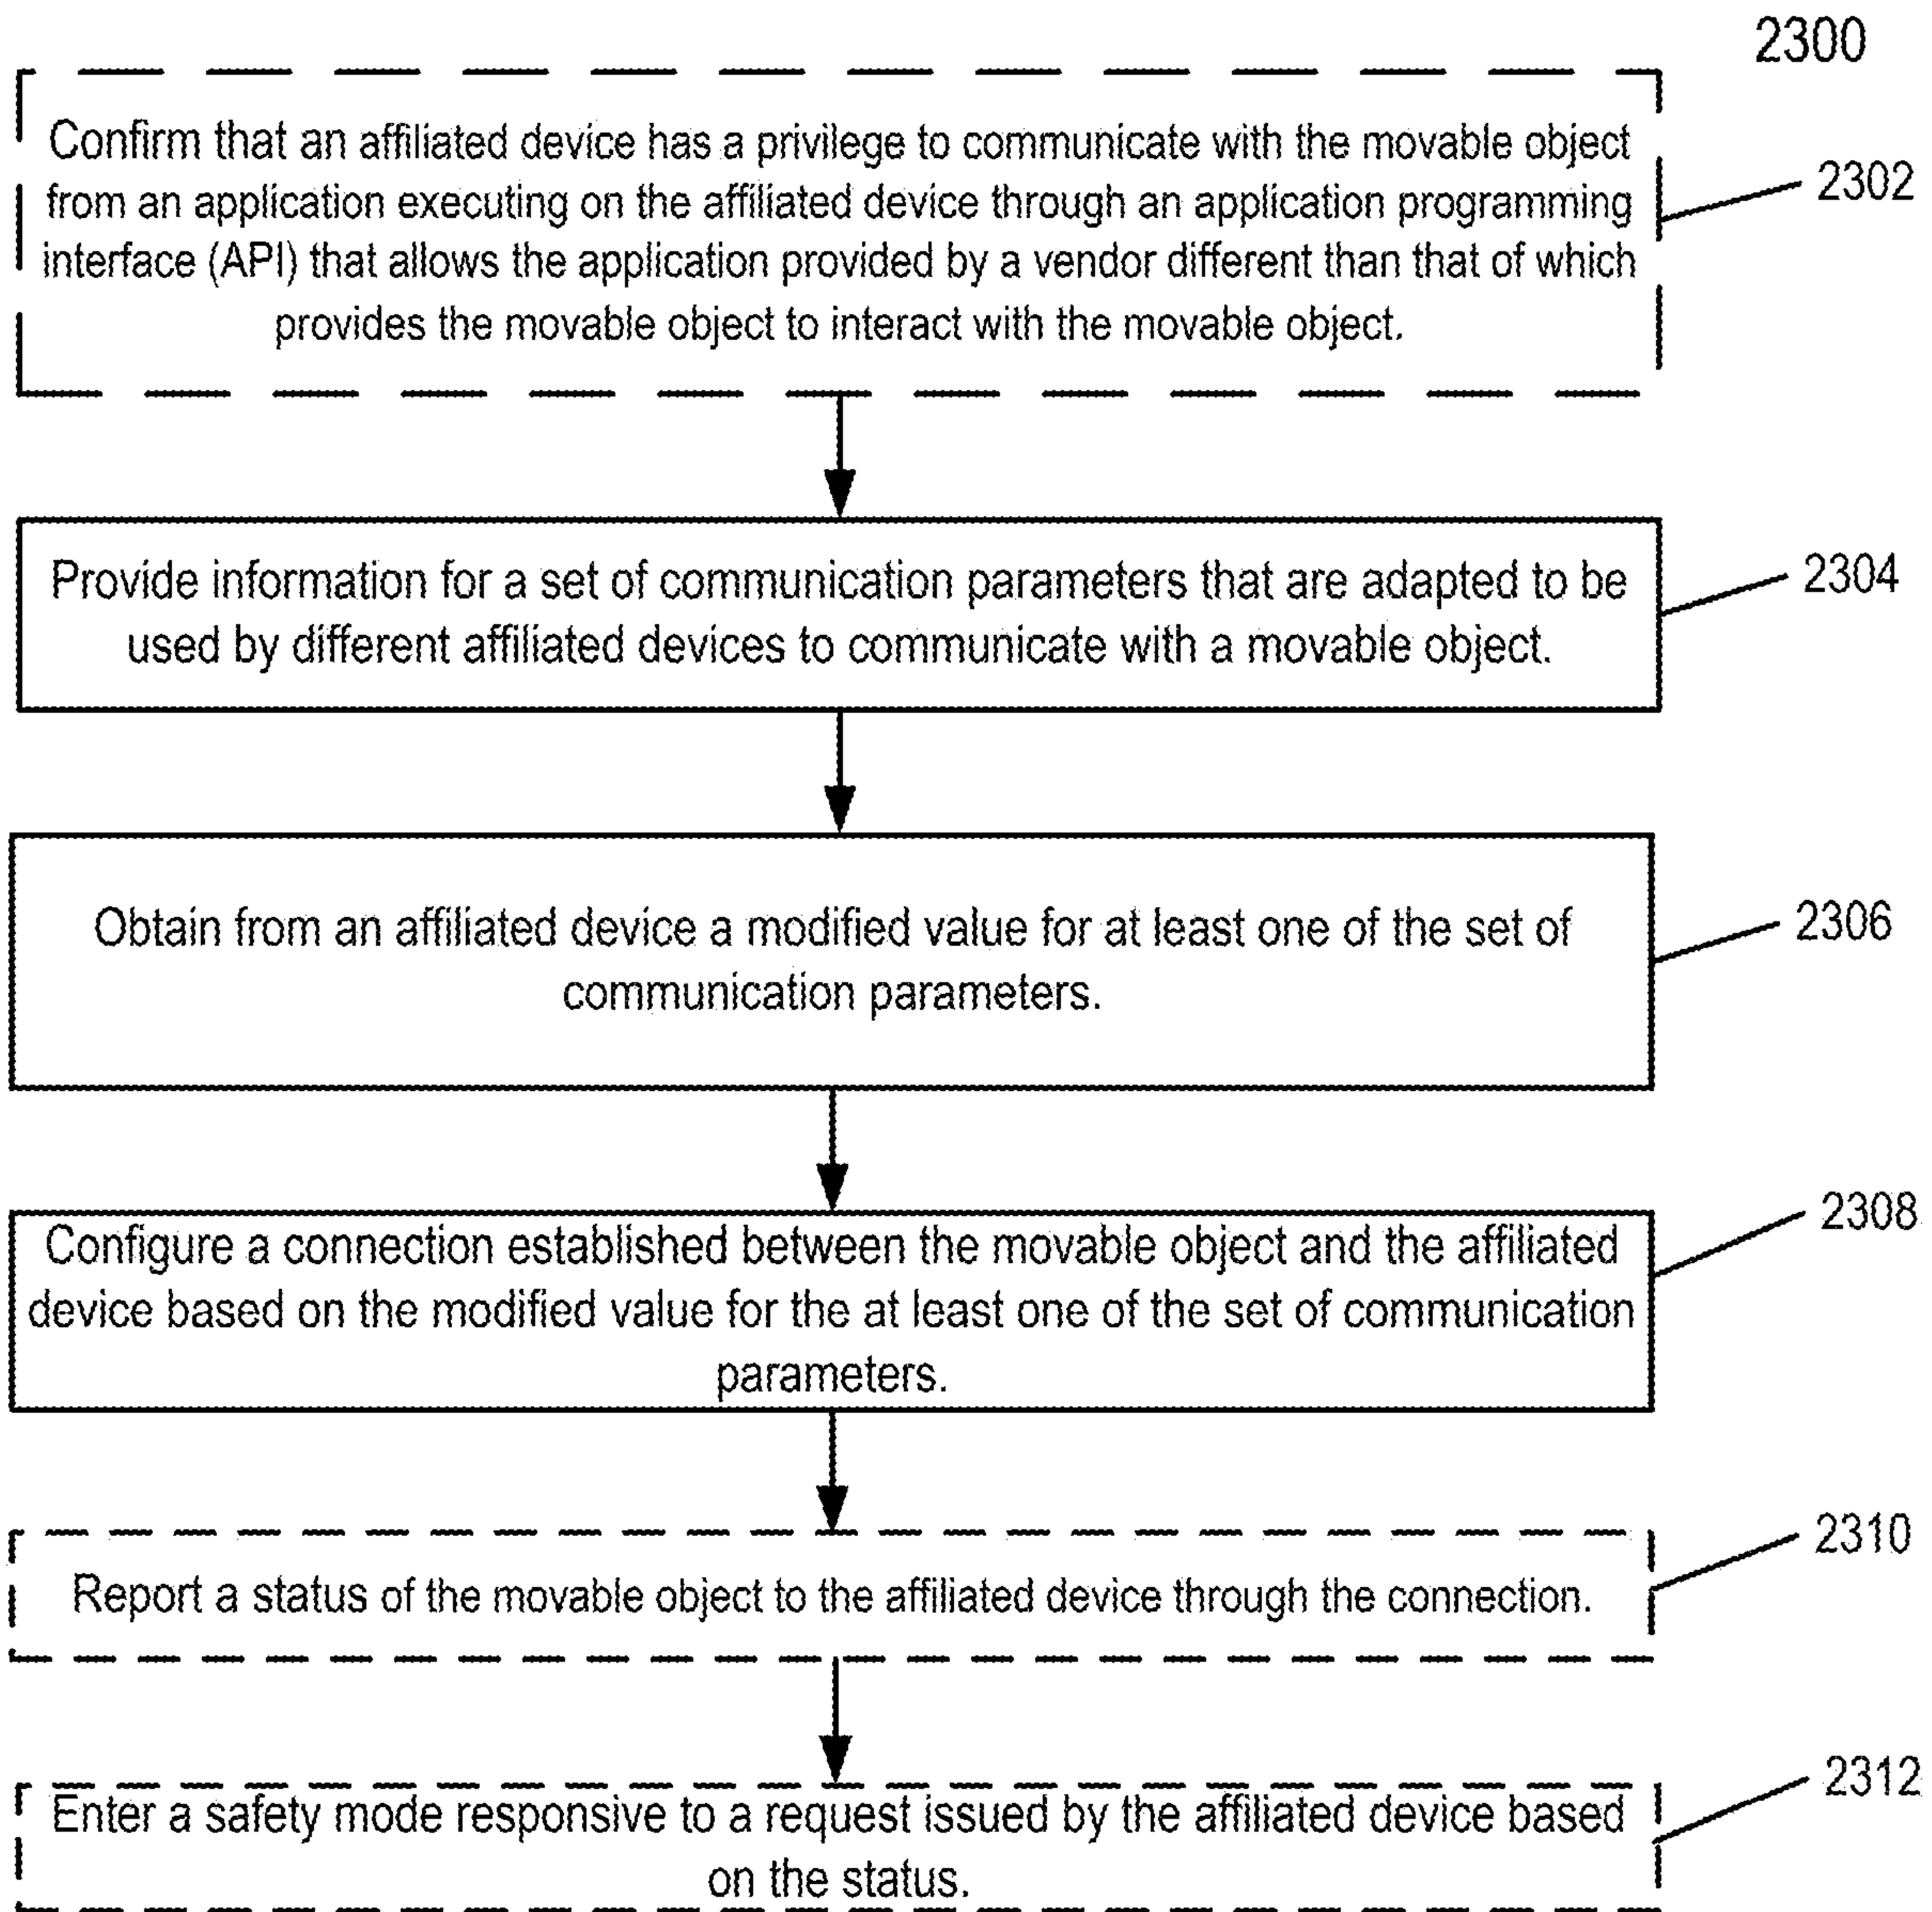 2300
Confirm that an affiliated device has a privilege to communicate with the movable object
from an application executing on the affiliated device through an application programming
interface (API) that allows the application provided by a vendor different than that of which
provides the movable object to interact with the movable object.
2302
Provide information for a set of communication parameters that are adapted to be
used by different affiliated devices to communicate with a movable object.
2304
Obtain from an affiliated device a modified value for at least one of the set of
communication parameters.
2306
Configure a connection established between the movable object and the affiliated
device based on the modified value for the at least one of the set of communication
parameters.
2308
Report a status of the movable object to the affiliated device through the connection.
2310
Enter a safety mode responsive to a request issued by the affiliated device based
on the status.
2312